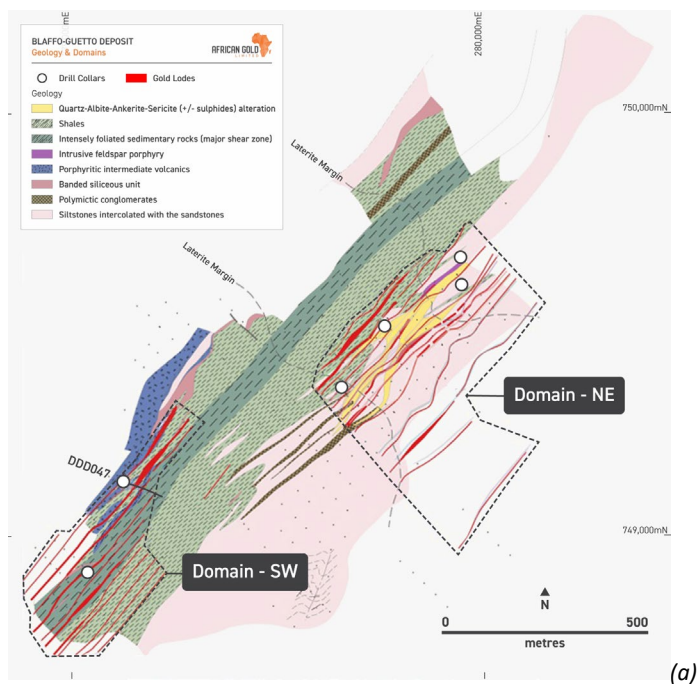 BLAFFO-GUETTO DEPOSIT
Geology & Domains
AFRICAN GOLD
LIMITED
Drill Collars
Gold Lodes
Geology
Quartz-Albite-Ankerite-Sericite (+/- sulphides) alteration
Shales
Intensely foliated sedimentary rocks (major shear zone)
Intrusive feldspar porphyry
Porphyritic intermediate volcanics
Banded siliceous unit
Polymictic conglomerates
Siltstones intercolated with the sandstones
mE
280,000mE
750,000mN
Laterite Margin
Laterite Margin
Domain - NE
DDD047
749,000mN
Domain - SW
N
0
500
metres
(a)